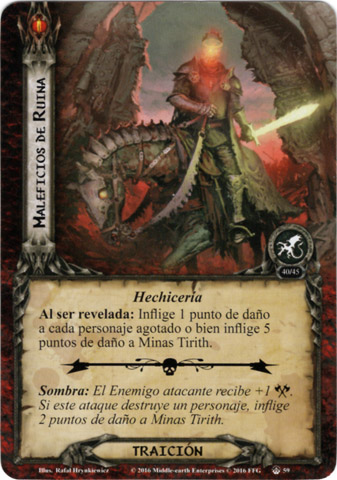 MALEFICIOS DE RUINA
40/45
Hechicería
Al ser revelada: Inflige 1 punto de daño
a cada personaje agotado o bien inflige 5
puntos de daño a Minas Tirith.
Sombra: El Enemigo atacante recibe +1 .
Si este ataque destruye un personaje, inflige
2 puntos de daño a Minas Tirith.
TRAICIÓN
Illus. Rafał Hrynkiewicz © 2016 Middle-earth Enterprises © 2016 FFG 59